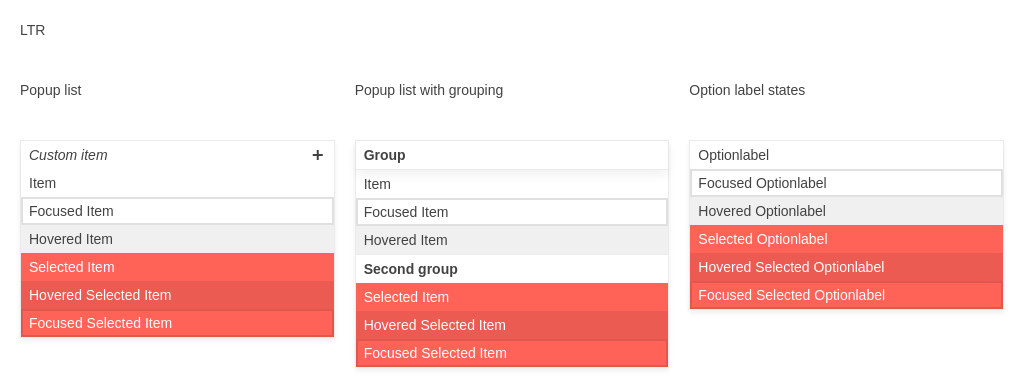 LTR
Popup list
Custom item +
Item
Focused Item
Hovered Item
Selected Item
Hovered Selected Item
Focused Selected Item
Popup list with grouping
Group
Item
Focused Item
Hovered Item
Second group
Selected Item
Hovered Selected Item
Focused Selected Item
Option label states
Optionlabel
Focused Optionlabel
Hovered Optionlabel
Selected Optionlabel
Hovered Selected Optionlabel
Focused Selected Optionlabel